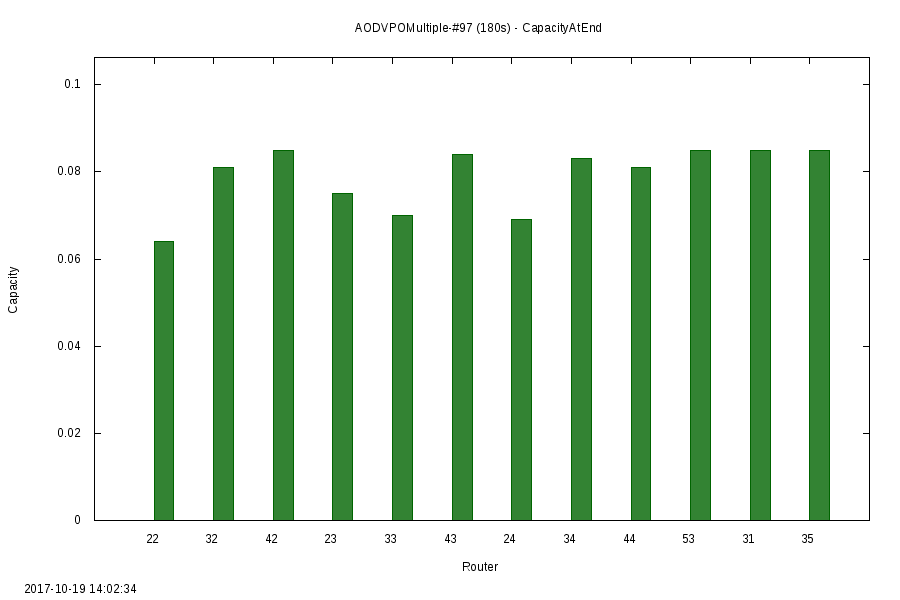 AODVPOMultiple-#97 (180s) - CapacityAtEnd
0.1
0.08
0.06
0.04
0.02
0
Capacity
22 32 42 23 33 43 24 34 44 53 31 35
Router
2017-10-19 14:02:34